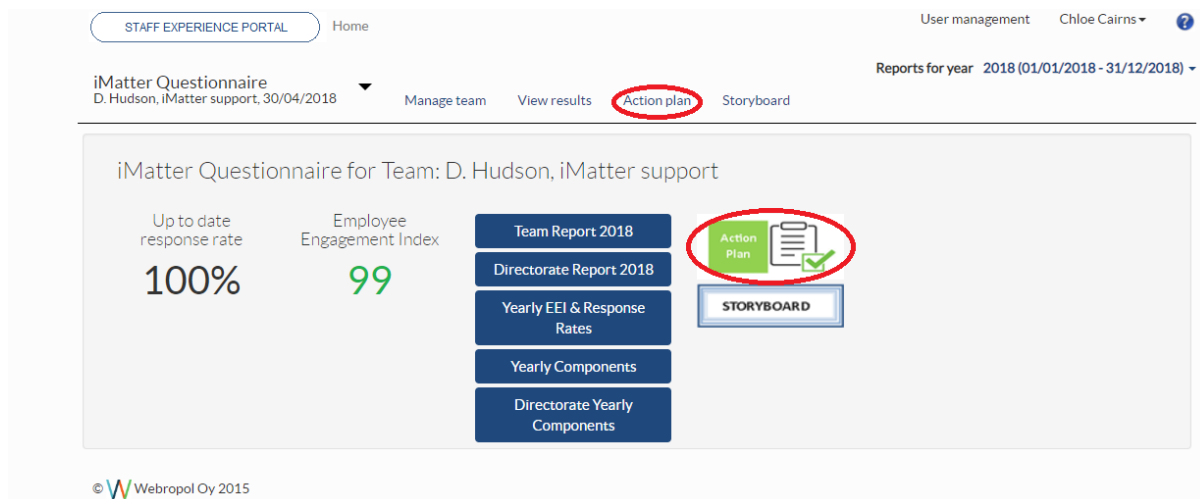 STAFF EXPERIENCE PORTAL Home User management Chloe Cairns ?
Reports for year 2018 (01/01/2018 - 31/12/2018)
iMatter Questionnaire
D. Hudson, iMatter support, 30/04/2018
Manage team View results Action plan Storyboard
iMatter Questionnaire for Team: D. Hudson, iMatter support
Up to date
response rate
100%
Employee
Engagement Index
99
Team Report 2018
Directorate Report 2018
Yearly EEI & Response
Rates
Yearly Components
Directorate Yearly
Components
Action
Plan
STORYBOARD
© Webropol Oy 2015